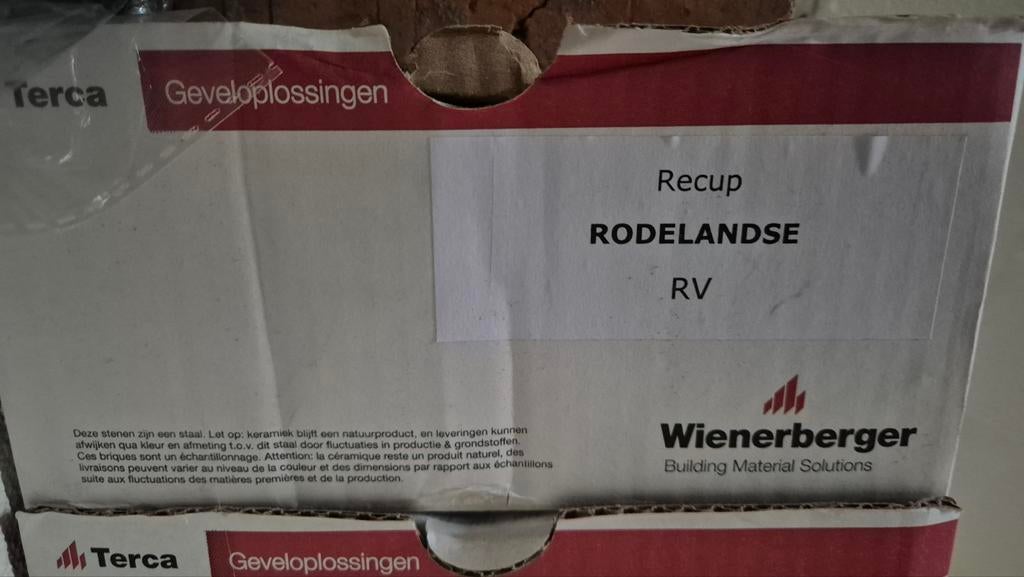 Terca
Geveloplossingen
Recup
RODELANDSE
RV
Deze stenen zijn een staal. Let op: keramiek blijft een natuurproduct, en leveringen kunnen
afwijken qua kleur en afmeting t.o.v. dit staal door fluctuaties in productie & grondstoffen.
Ces briques sont un échantillonnage. Attention: la céramique reste un produit naturel, des
livraisons peuvent varier au niveau de la couleur et des dimensions par rapport aux échantillons
suite aux fluctuations des matières premières et de la production.
Wienerberger
Building Material Solutions
Terca
Geveloplossingen